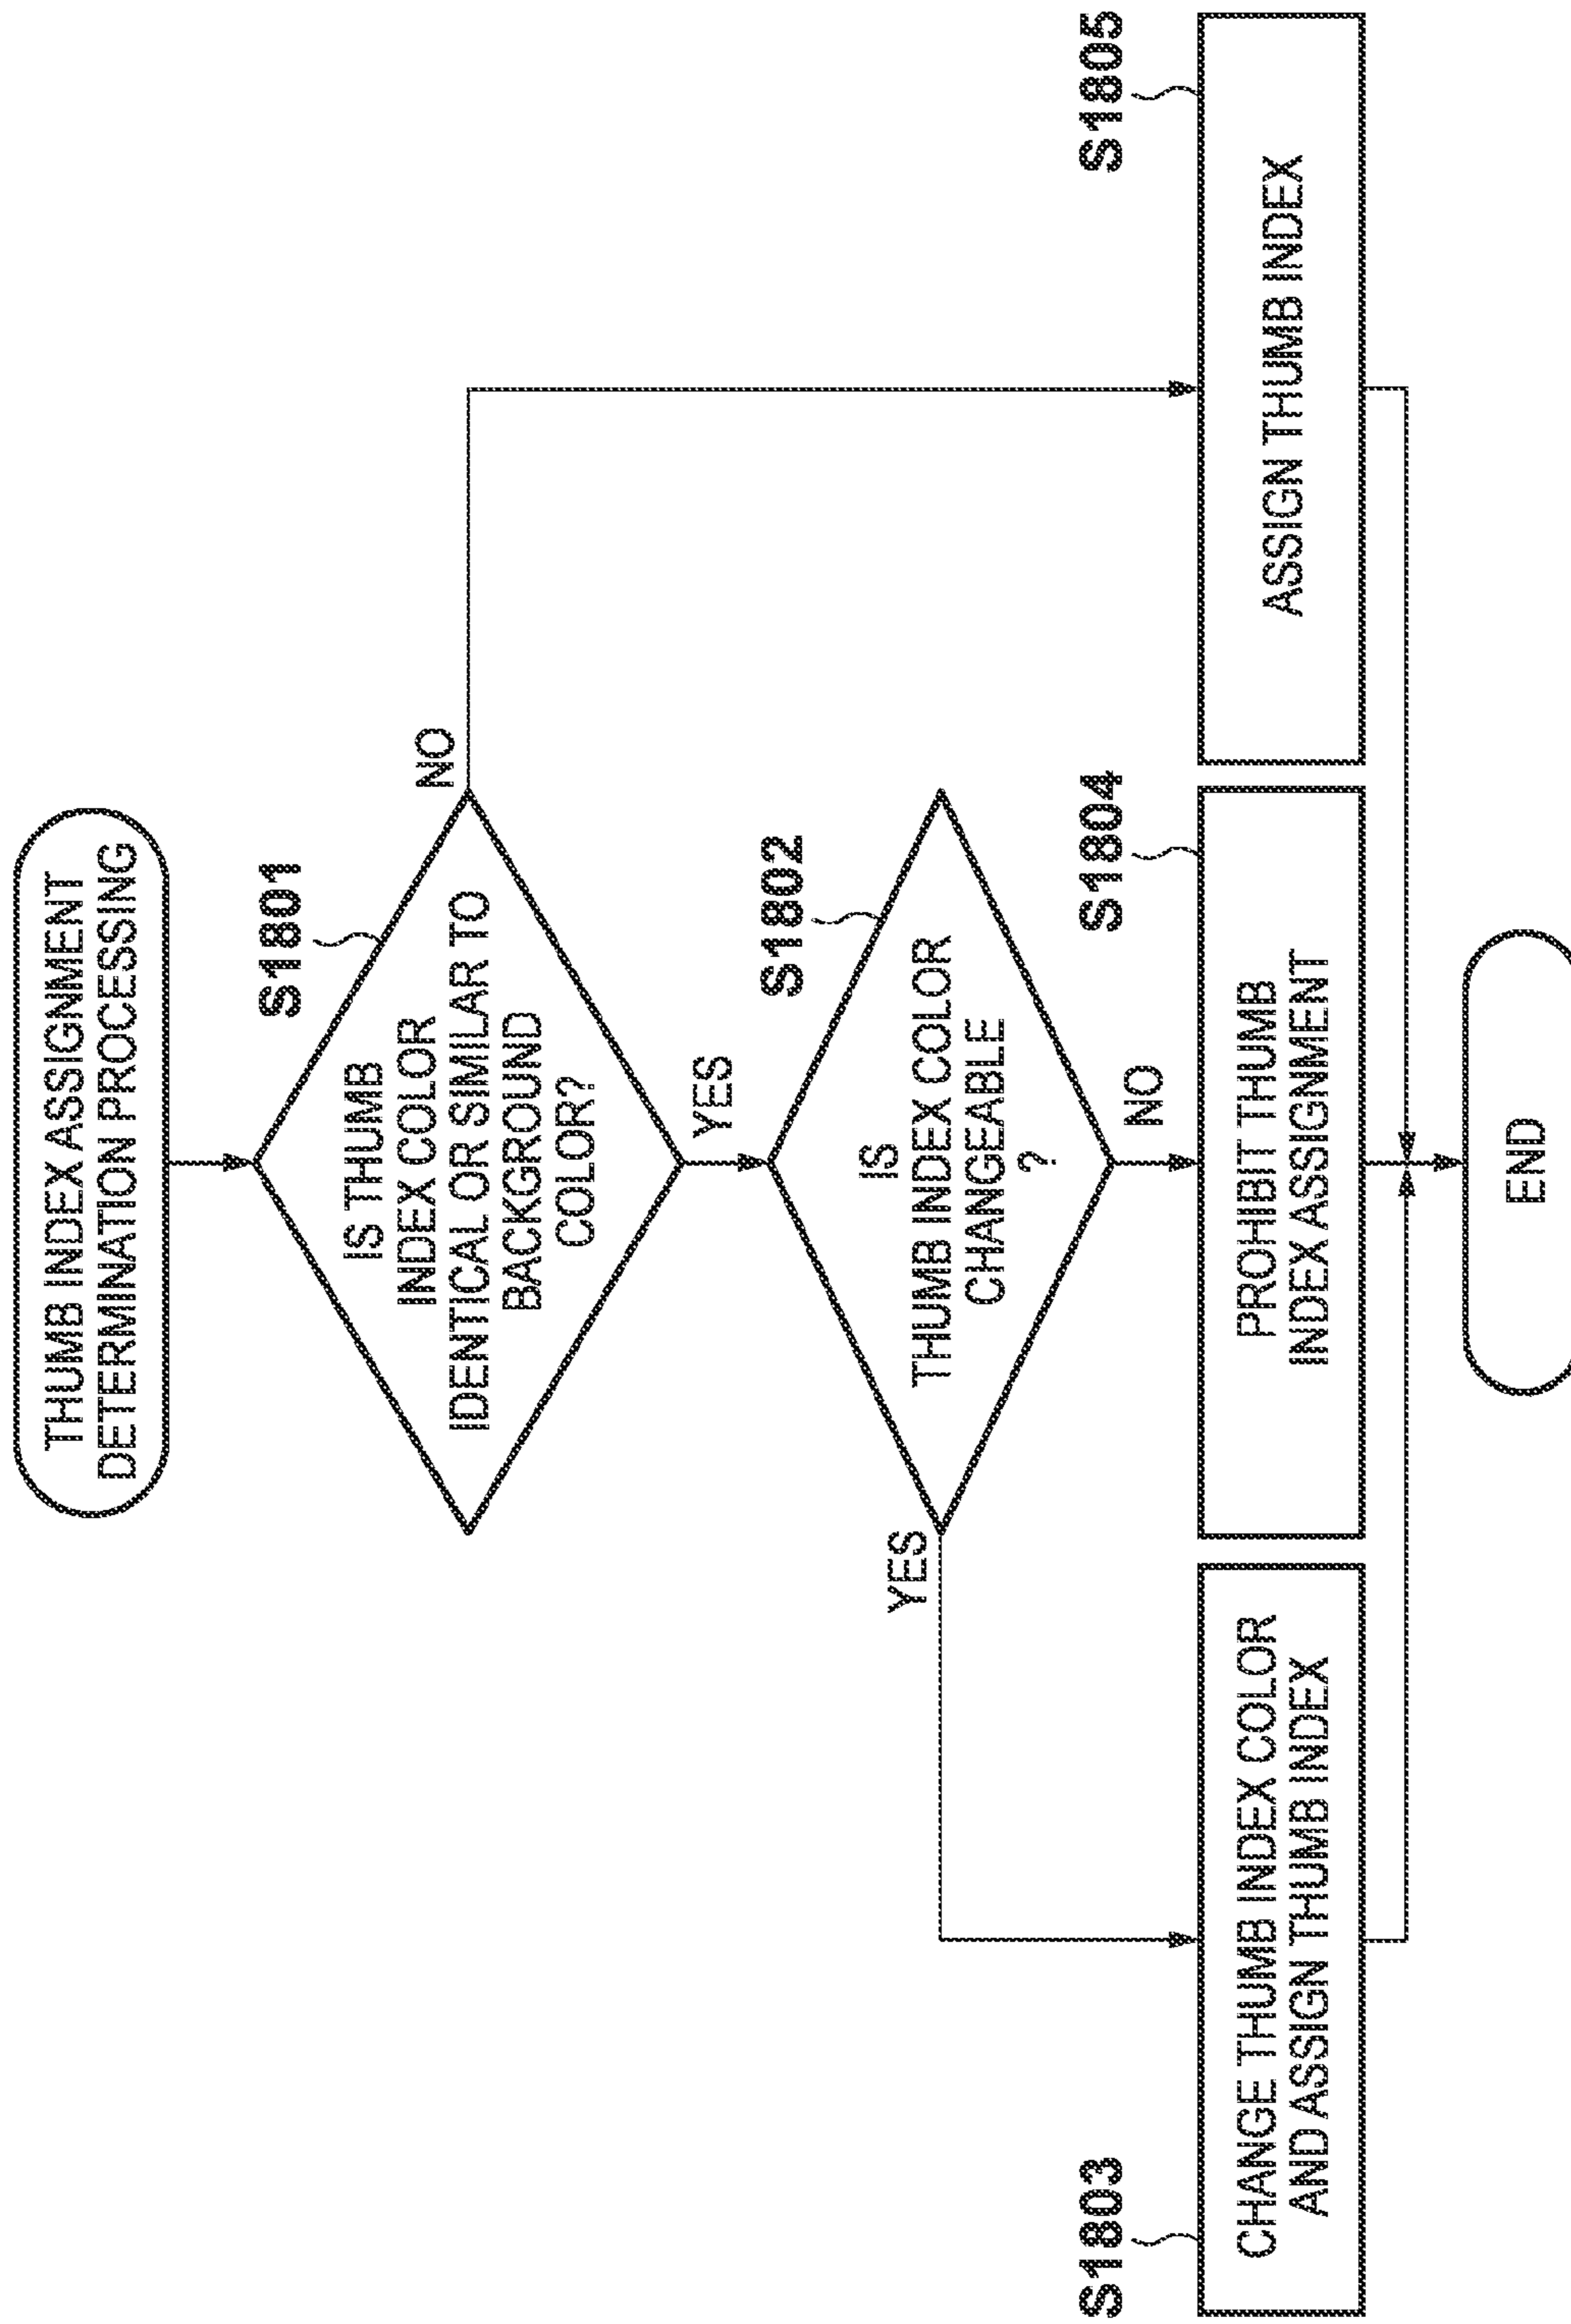 THUMB INDEX ASSIGNMENT
DETERMINATION PROCESSING
S1801
IS THUMB
INDEX COLOR
IDENTICAL OR SIMILAR TO
BACKGROUND
COLOR?
NO
YES
S1802
IS
THUMB INDEX COLOR
CHANGEABLE
?
YES
NO
S1803
CHANGE THUMB INDEX COLOR
AND ASSIGN THUMB INDEX
S1804
PROHIBIT THUMB
INDEX ASSIGNMENT
S1805
ASSIGN THUMB INDEX
END